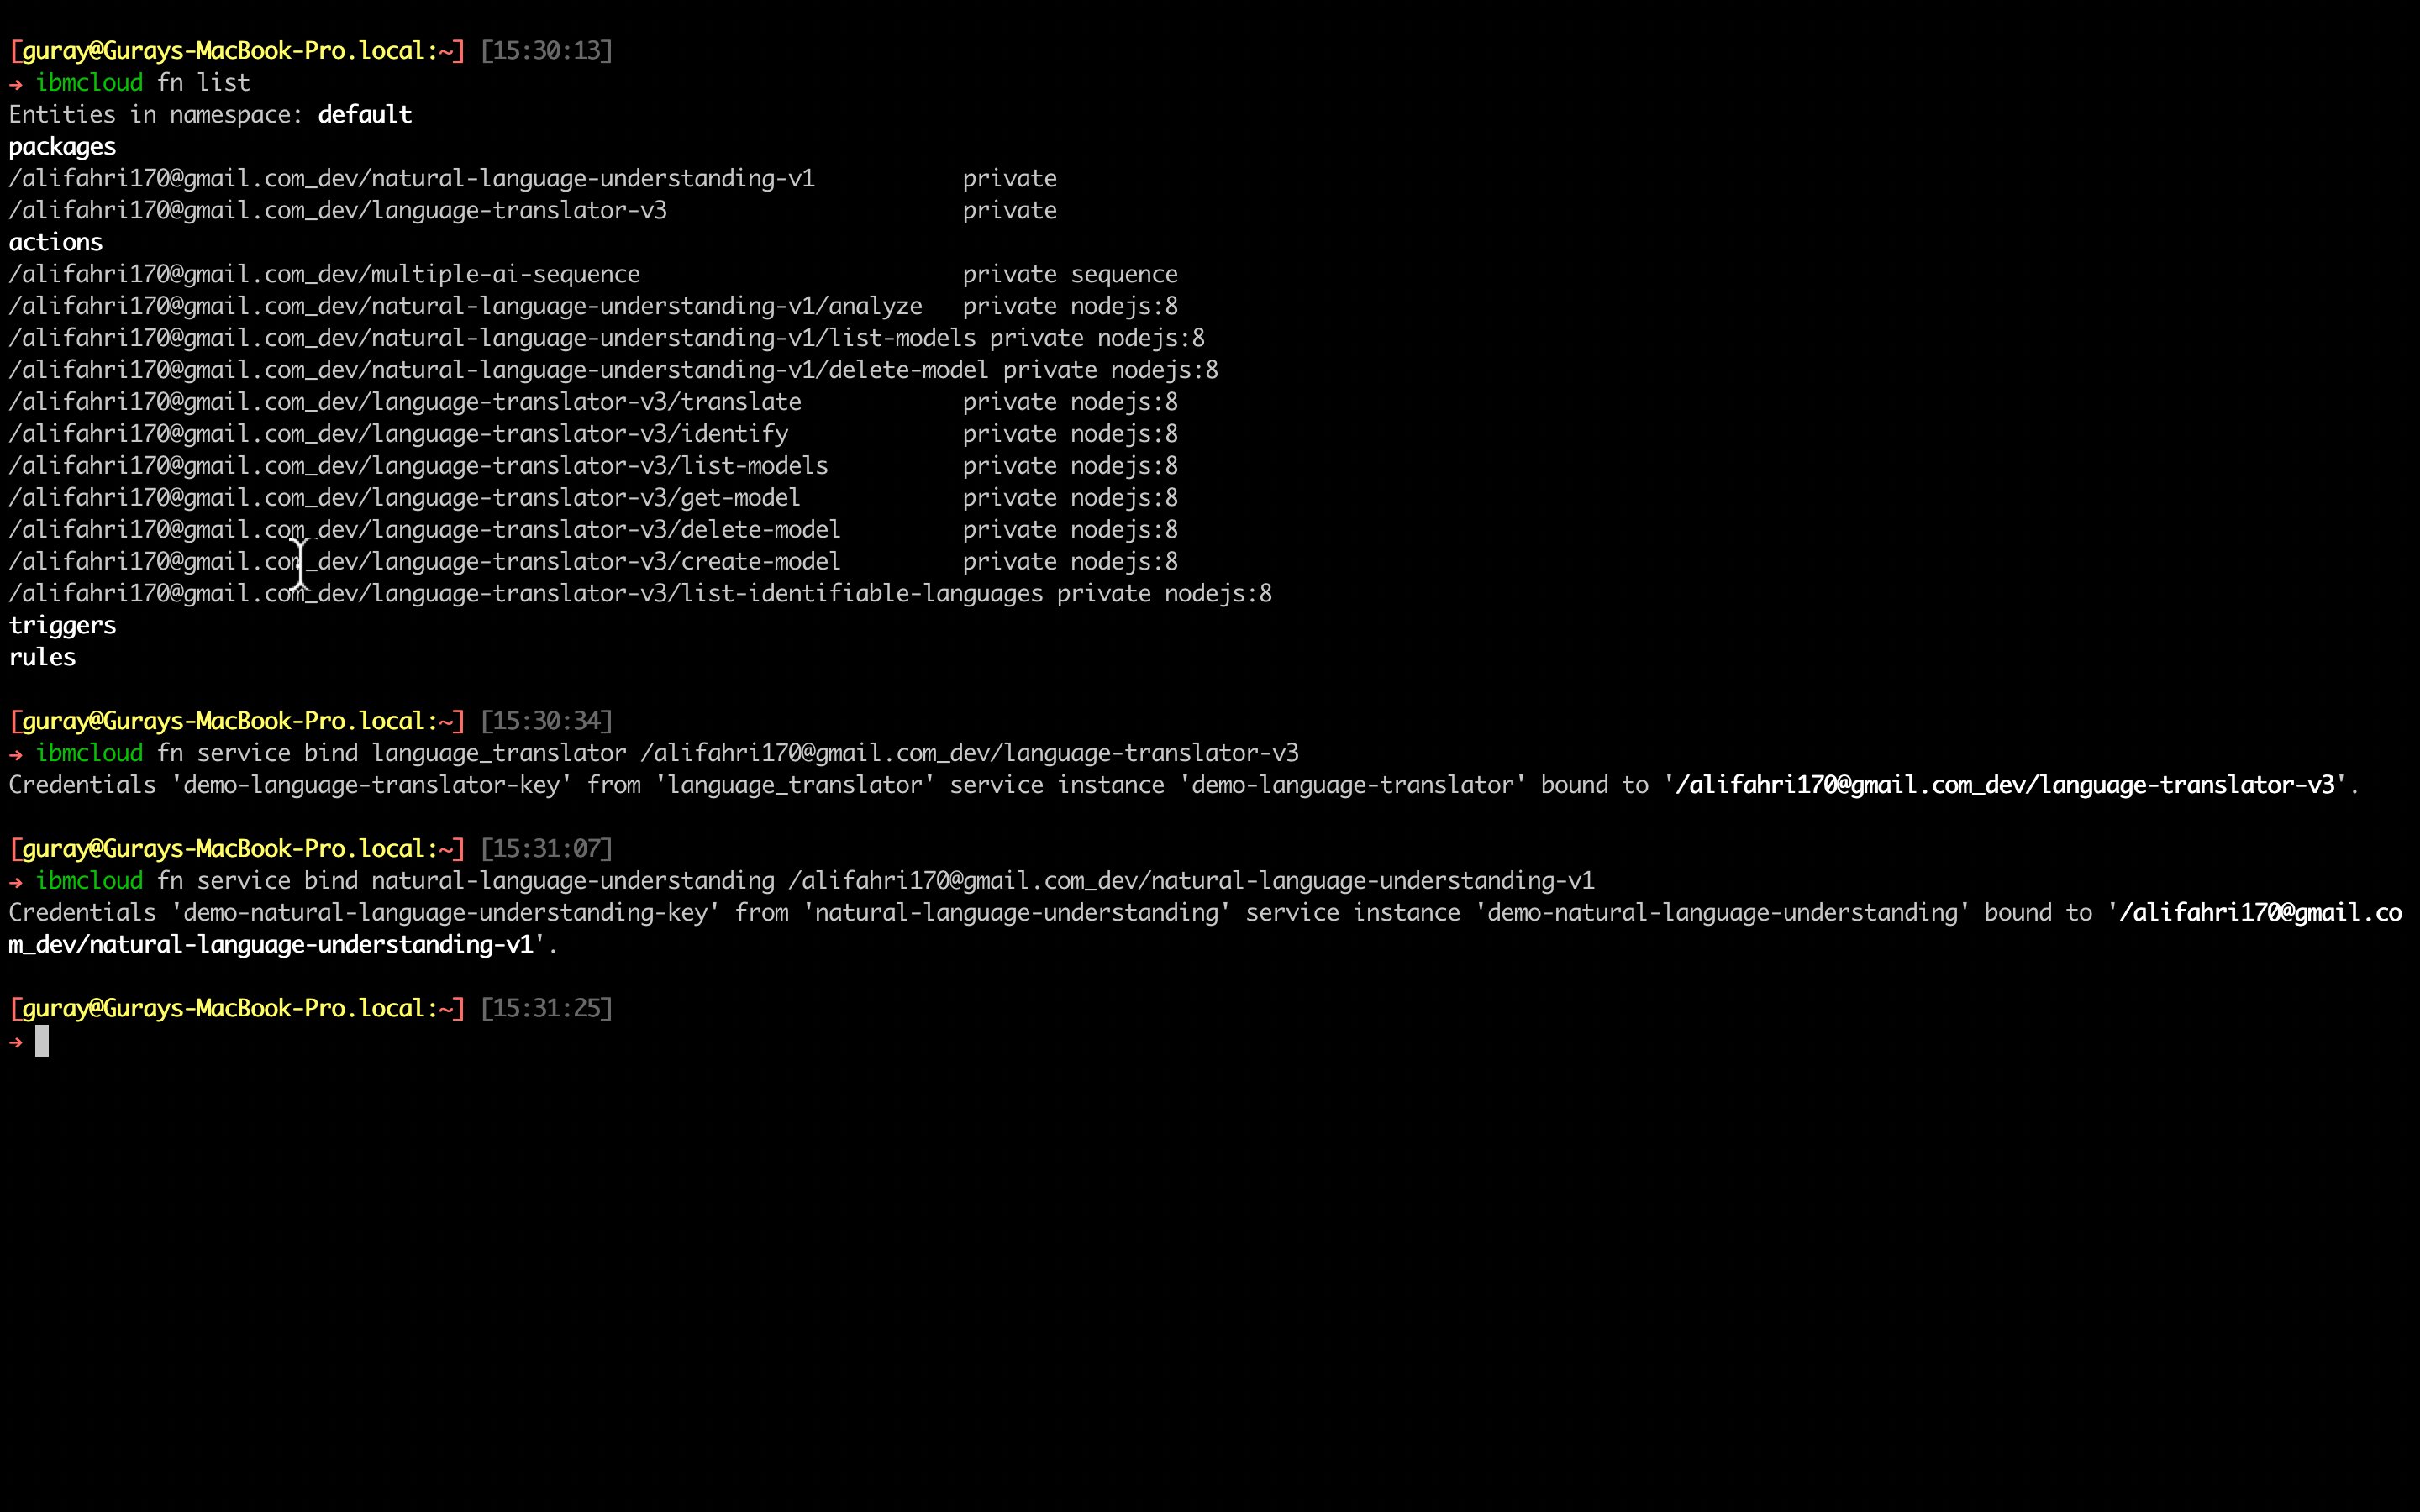 [guray@Gurays-MacBook-Pro.local:~] [15:30:13]
→ ibmcloud fn list
Entities in namespace: default
packages
/alifahri170@gmail.com_dev/natural-language-understanding-v1           private
/alifahri170@gmail.com_dev/language-translator-v3                      private
actions
/alifahri170@gmail.com_dev/multiple-ai-sequence                        private sequence
/alifahri170@gmail.com_dev/natural-language-understanding-v1/analyze   private nodejs:8
/alifahri170@gmail.com_dev/natural-language-understanding-v1/list-models private nodejs:8
/alifahri170@gmail.com_dev/natural-language-understanding-v1/delete-model private nodejs:8
/alifahri170@gmail.com_dev/language-translator-v3/translate            private nodejs:8
/alifahri170@gmail.com_dev/language-translator-v3/identify             private nodejs:8
/alifahri170@gmail.com_dev/language-translator-v3/list-models          private nodejs:8
/alifahri170@gmail.com_dev/language-translator-v3/get-model            private nodejs:8
/alifahri170@gmail.com_dev/language-translator-v3/delete-model         private nodejs:8
/alifahri170@gmail.com_dev/language-translator-v3/create-model         private nodejs:8
/alifahri170@gmail.com_dev/language-translator-v3/list-identifiable-languages private nodejs:8
triggers
rules
[guray@Gurays-MacBook-Pro.local:~] [15:30:34]
→ ibmcloud fn service bind language_translator /alifahri170@gmail.com_dev/language-translator-v3
Credentials 'demo-language-translator-key' from 'language_translator' service instance 'demo-language-translator' bound to '/alifahri170@gmail.com_dev/language-translator-v3'.
[guray@Gurays-MacBook-Pro.local:~] [15:31:07]
→ ibmcloud fn service bind natural-language-understanding /alifahri170@gmail.com_dev/natural-language-understanding-v1
Credentials 'demo-natural-language-understanding-key' from 'natural-language-understanding' service instance 'demo-natural-language-understanding' bound to '/alifahri170@gmail.co
m_dev/natural-language-understanding-v1'.
[guray@Gurays-MacBook-Pro.local:~] [15:31:25]
→